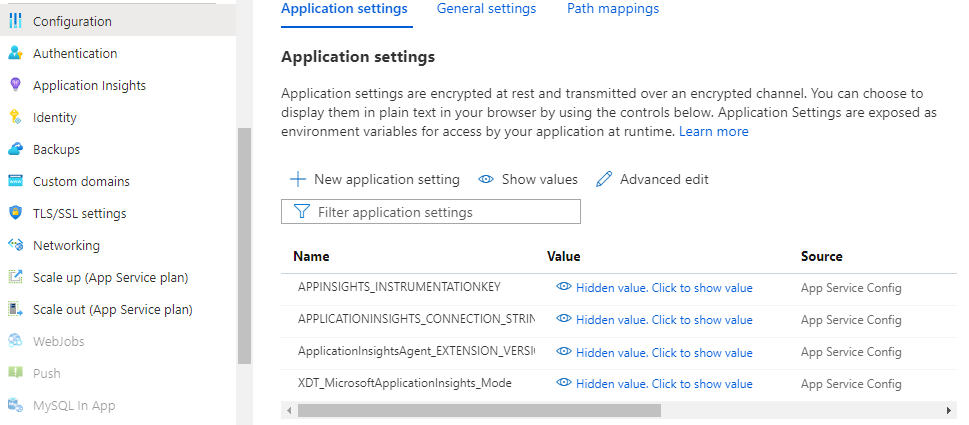 Configuration
Authentication
Application Insights
Identity
Backups
Custom domains
TLS/SSL settings
Networking
Scale up (App Service plan)
Scale out (App Service plan)
WebJobs
Push
MySQL In App
Application settings General settings Path mappings
Application settings
Application settings are encrypted at rest and transmitted over an encrypted channel. You can choose to
display them in plain text in your browser by using the controls below. Application Settings are exposed as
environment variables for access by your application at runtime. Learn more
New application setting Show values Advanced edit
Filter application settings
Name Value Source
APPINSIGHTS_INSTRUMENTATIONKEY Hidden value. Click to show value App Service Config
APPLICATIONINSIGHTS_CONNECTION_STRIN Hidden value. Click to show value App Service Config
ApplicationInsightsAgent_EXTENSION_VERSI Hidden value. Click to show value App Service Config
XDT_MicrosoftApplicationInsights_Mode Hidden value. Click to show value App Service Config